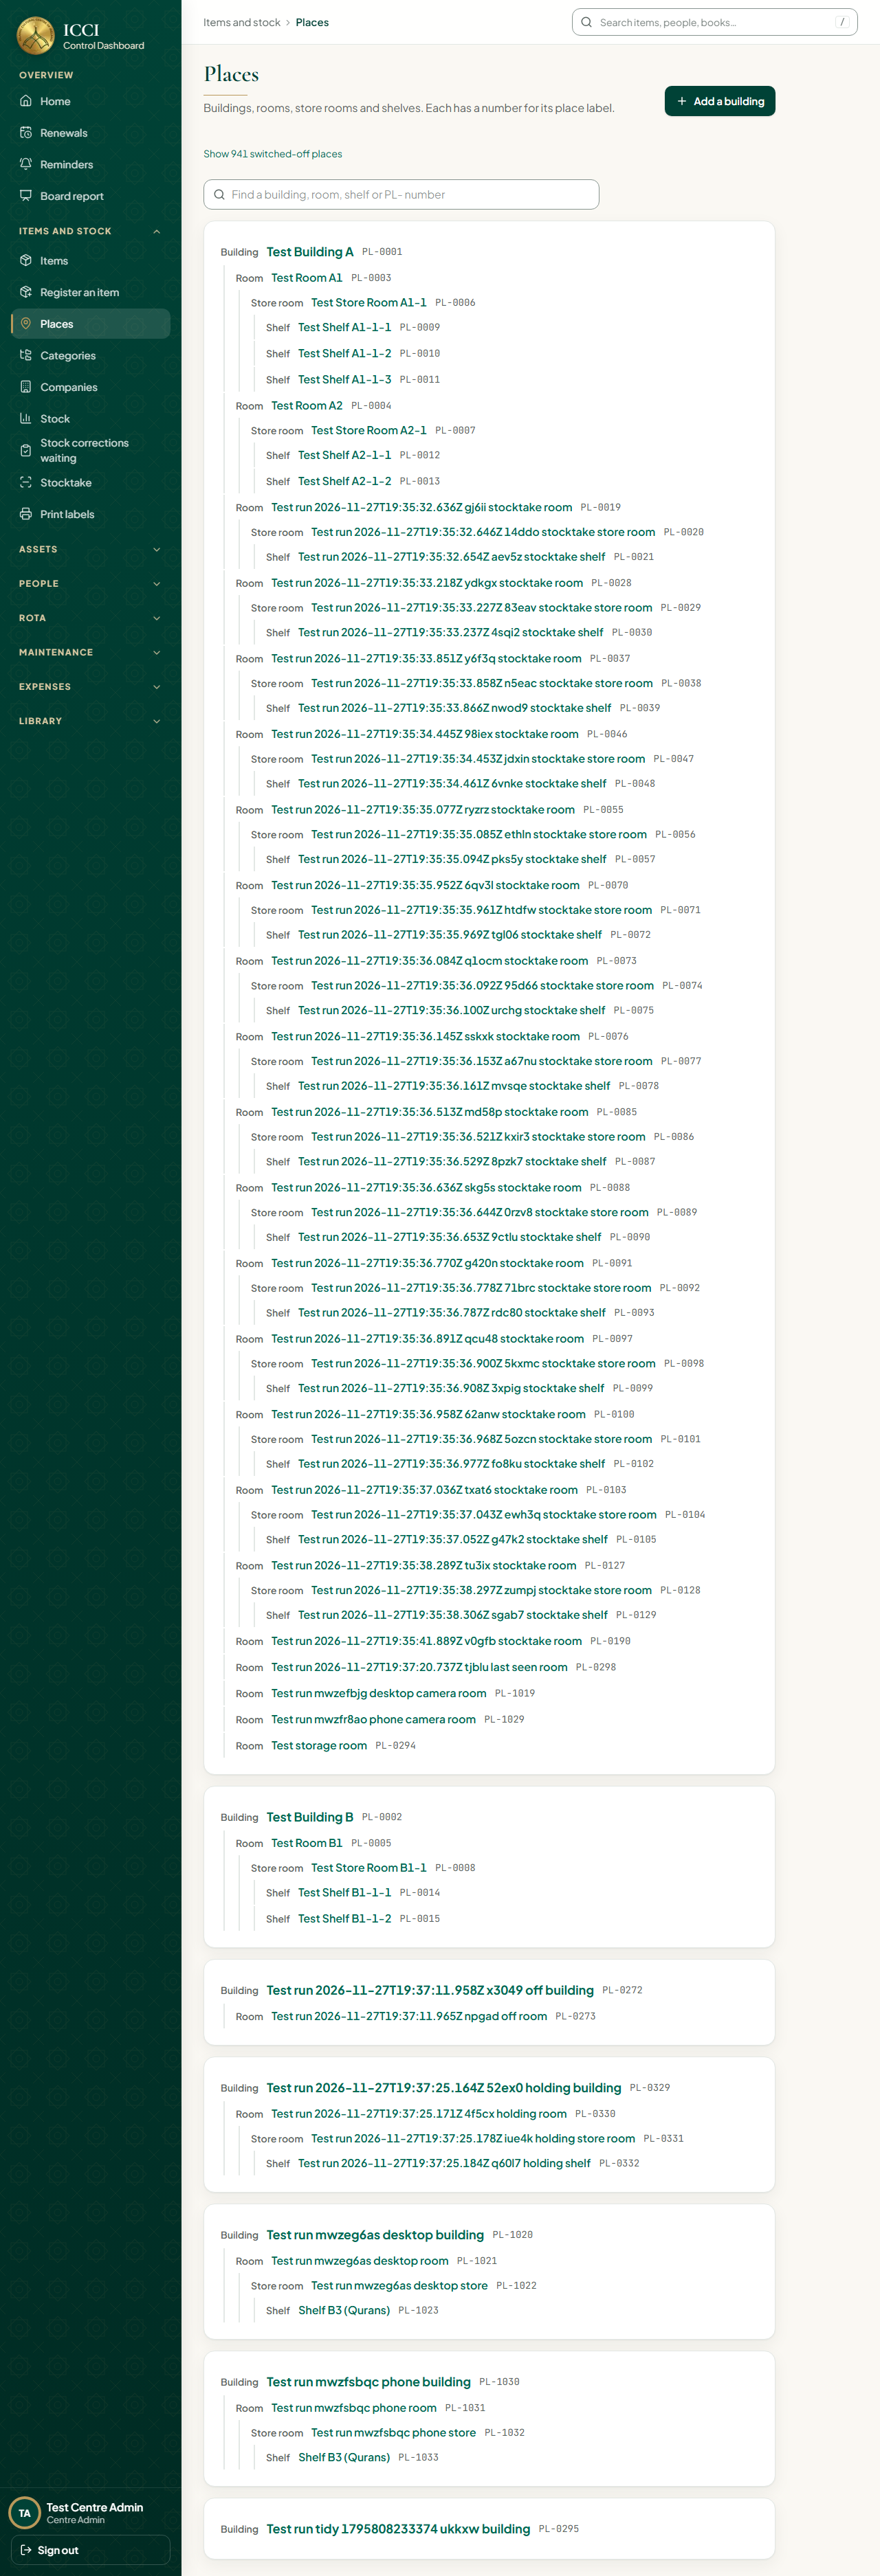 ICCI
Control Dashboard
OVERVIEW
Home
Renewals
Reminders
Board report
ITEMS AND STOCK
Items
Register an item
Places
Categories
Companies
Stock
Stock corrections
waiting
Stocktake
Print labels
ASSETS
PEOPLE
ROTA
MAINTENANCE
EXPENSES
LIBRARY
TA
Test Centre Admin
Centre Admin
Sign out
Items and stock > Places
Search items, people, books... /
Places
Buildings, rooms, store rooms and shelves. Each has a number for its place label.
+ Add a building
Show 941 switched-off places
Find a building, room, shelf or PL- number
Building Test Building A PL-0001
Room Test Room A1 PL-0003
Store room Test Store Room A1-1 PL-0006
Shelf Test Shelf A1-1-1 PL-0009
Shelf Test Shelf A1-1-2 PL-0010
Shelf Test Shelf A1-1-3 PL-0011
Room Test Room A2 PL-0004
Store room Test Store Room A2-1 PL-0007
Shelf Test Shelf A2-1-1 PL-0012
Shelf Test Shelf A2-1-2 PL-0013
Room Test run 2026-11-27T19:35:32.636Z gj6ii stocktake room PL-0019
Store room Test run 2026-11-27T19:35:32.646Z 14ddo stocktake store room PL-0020
Shelf Test run 2026-11-27T19:35:32.654Z aev5z stocktake shelf PL-0021
Room Test run 2026-11-27T19:35:33.218Z ydkgx stocktake room PL-0028
Store room Test run 2026-11-27T19:35:33.227Z 83eav stocktake store room PL-0029
Shelf Test run 2026-11-27T19:35:33.237Z 4sqi2 stocktake shelf PL-0030
Room Test run 2026-11-27T19:35:33.851Z y6f3q stocktake room PL-0037
Store room Test run 2026-11-27T19:35:33.858Z n5eac stocktake store room PL-0038
Shelf Test run 2026-11-27T19:35:33.866Z nwod9 stocktake shelf PL-0039
Room Test run 2026-11-27T19:35:34.445Z 98iex stocktake room PL-0046
Store room Test run 2026-11-27T19:35:34.453Z jdxin stocktake store room PL-0047
Shelf Test run 2026-11-27T19:35:34.461Z 6vnke stocktake shelf PL-0048
Room Test run 2026-11-27T19:35:35.077Z ryzrz stocktake room PL-0055
Store room Test run 2026-11-27T19:35:35.085Z ethln stocktake store room PL-0056
Shelf Test run 2026-11-27T19:35:35.094Z pks5y stocktake shelf PL-0057
Room Test run 2026-11-27T19:35:35.952Z 6qv3l stocktake room PL-0070
Store room Test run 2026-11-27T19:35:35.961Z htdfw stocktake store room PL-0071
Shelf Test run 2026-11-27T19:35:35.969Z tgl06 stocktake shelf PL-0072
Room Test run 2026-11-27T19:35:36.084Z q1ocm stocktake room PL-0073
Store room Test run 2026-11-27T19:35:36.092Z 95d66 stocktake store room PL-0074
Shelf Test run 2026-11-27T19:35:36.100Z urchg stocktake shelf PL-0075
Room Test run 2026-11-27T19:35:36.145Z sskxk stocktake room PL-0076
Store room Test run 2026-11-27T19:35:36.153Z a67nu stocktake store room PL-0077
Shelf Test run 2026-11-27T19:35:36.161Z mvsqe stocktake shelf PL-0078
Room Test run 2026-11-27T19:35:36.513Z md58p stocktake room PL-0085
Store room Test run 2026-11-27T19:35:36.521Z kxir3 stocktake store room PL-0086
Shelf Test run 2026-11-27T19:35:36.529Z 8pzk7 stocktake shelf PL-0087
Room Test run 2026-11-27T19:35:36.636Z skg5s stocktake room PL-0088
Store room Test run 2026-11-27T19:35:36.644Z 0rzv8 stocktake store room PL-0089
Shelf Test run 2026-11-27T19:35:36.653Z 9ctlu stocktake shelf PL-0090
Room Test run 2026-11-27T19:35:36.770Z g420n stocktake room PL-0091
Store room Test run 2026-11-27T19:35:36.778Z 71brc stocktake store room PL-0092
Shelf Test run 2026-11-27T19:35:36.787Z rdc80 stocktake shelf PL-0093
Room Test run 2026-11-27T19:35:36.891Z qcu48 stocktake room PL-0097
Store room Test run 2026-11-27T19:35:36.900Z 5kxmc stocktake store room PL-0098
Shelf Test run 2026-11-27T19:35:36.908Z 3xpig stocktake shelf PL-0099
Room Test run 2026-11-27T19:35:36.958Z 62anw stocktake room PL-0100
Store room Test run 2026-11-27T19:35:36.968Z 5ozcn stocktake store room PL-0101
Shelf Test run 2026-11-27T19:35:36.977Z fo8ku stocktake shelf PL-0102
Room Test run 2026-11-27T19:35:37.036Z txat6 stocktake room PL-0103
Store room Test run 2026-11-27T19:35:37.043Z ewh3q stocktake store room PL-0104
Shelf Test run 2026-11-27T19:35:37.052Z g47k2 stocktake shelf PL-0105
Room Test run 2026-11-27T19:35:38.289Z tu3ix stocktake room PL-0127
Store room Test run 2026-11-27T19:35:38.297Z zumpj stocktake store room PL-0128
Shelf Test run 2026-11-27T19:35:38.306Z sgab7 stocktake shelf PL-0129
Room Test run 2026-11-27T19:35:41.889Z v0gfb stocktake room PL-0190
Room Test run 2026-11-27T19:37:20.737Z tjblu last seen room PL-0298
Room Test run mwzefbjg desktop camera room PL-1019
Room Test run mwzfr8ao phone camera room PL-1029
Room Test storage room PL-0294
Building Test Building B PL-0002
Room Test Room B1 PL-0005
Store room Test Store Room B1-1 PL-0008
Shelf Test Shelf B1-1-1 PL-0014
Shelf Test Shelf B1-1-2 PL-0015
Building Test run 2026-11-27T19:37:11.958Z x3049 off building PL-0272
Room Test run 2026-11-27T19:37:11.965Z npgad off room PL-0273
Building Test run 2026-11-27T19:37:25.164Z 52ex0 holding building PL-0329
Room Test run 2026-11-27T19:37:25.171Z 4f5cx holding room PL-0330
Store room Test run 2026-11-27T19:37:25.178Z iue4k holding store room PL-0331
Shelf Test run 2026-11-27T19:37:25.184Z q60l7 holding shelf PL-0332
Building Test run mwzeg6as desktop building PL-1020
Room Test run mwzeg6as desktop room PL-1021
Store room Test run mwzeg6as desktop store PL-1022
Shelf Shelf B3 (Qurans) PL-1023
Building Test run mwzfsbqc phone building PL-1030
Room Test run mwzfsbqc phone room PL-1031
Store room Test run mwzfsbqc phone store PL-1032
Shelf Shelf B3 (Qurans) PL-1033
Building Test run tidy 1795808233374 ukkxw building PL-0295